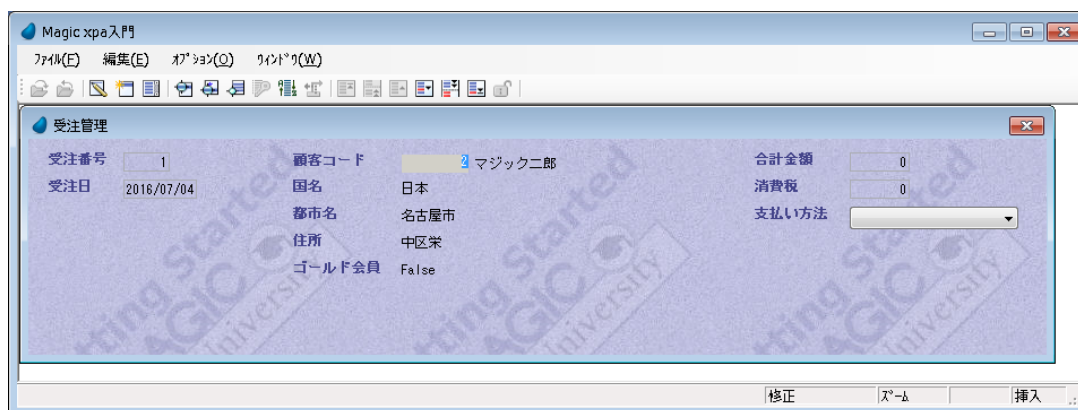 Magic xpa入門
ﾌｧｲﾙ(F) 編集(E) ｵﾌﾟｼｮﾝ(O) ｳｨﾝﾄﾞｳ(W)
受注管理
受注番号 1 顧客コード 2 マジック二郎 合計金額 0
受注日 2016/07/04 国名 日本 消費税 0
都市名 名古屋市 支払い方法
住所 中区栄
ゴールド会員 False
Getting Started
MAGIC
University
修正 ｽﾞｰﾑ 挿入